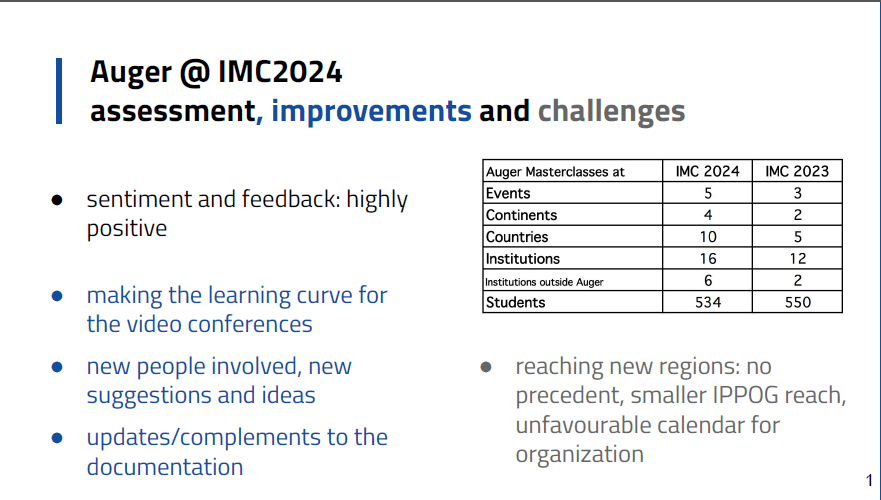 Auger @ IMC2024
assessment, improvements and challenges
● sentiment and feedback: highly
positive
● making the learning curve for
the video conferences
● new people involved, new
suggestions and ideas
● updates/complements to the
documentation
Auger Masterclasses at IMC 2024 IMC 2023
Events 5 3
Continents 4 2
Countries 10 5
Institutions 16 12
Institutions outside Auger 6 2
Students 534 550
● reaching new regions: no
precedent, smaller IPPOG reach,
unfavourable calendar for
organization
1